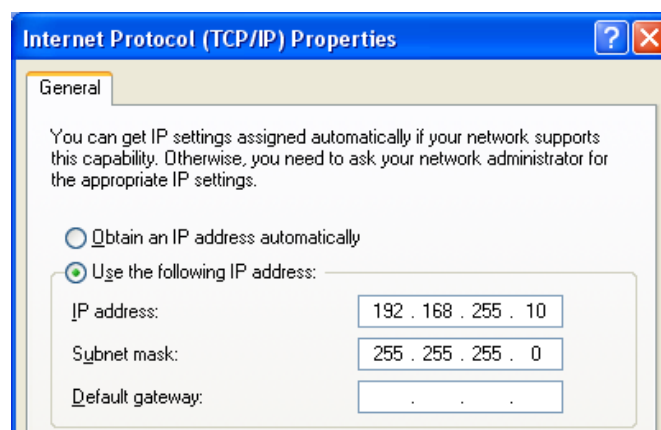 Internet Protocol (TCP/IP) Properties
General
You can get IP settings assigned automatically if your network supports
this capability. Otherwise, you need to ask your network administrator for
the appropriate IP settings.
Obtain an IP address automatically
Use the following IP address:
IP address: 192 . 168 . 255 . 10
Subnet mask: 255 . 255 . 255 . 0
Default gateway: . . .